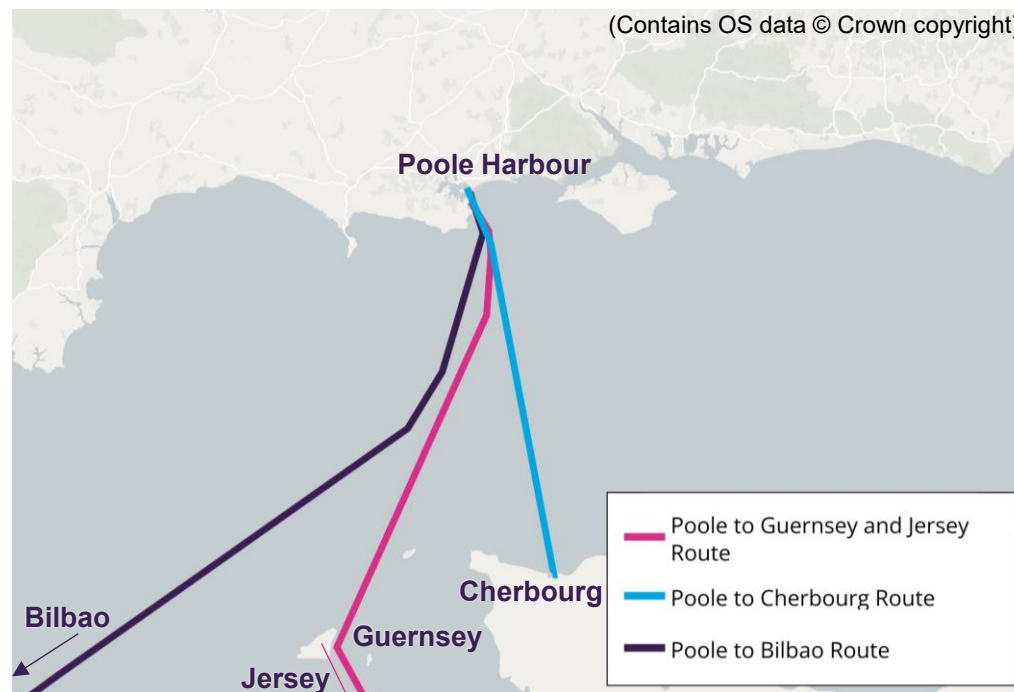 (Contains OS data © Crown copyright)
Poole Harbour
Poole to Guernsey and Jersey
Route
Poole to Cherbourg Route
Poole to Bilbao Route
Cherbourg
Bilbao
Guernsey
Jersey